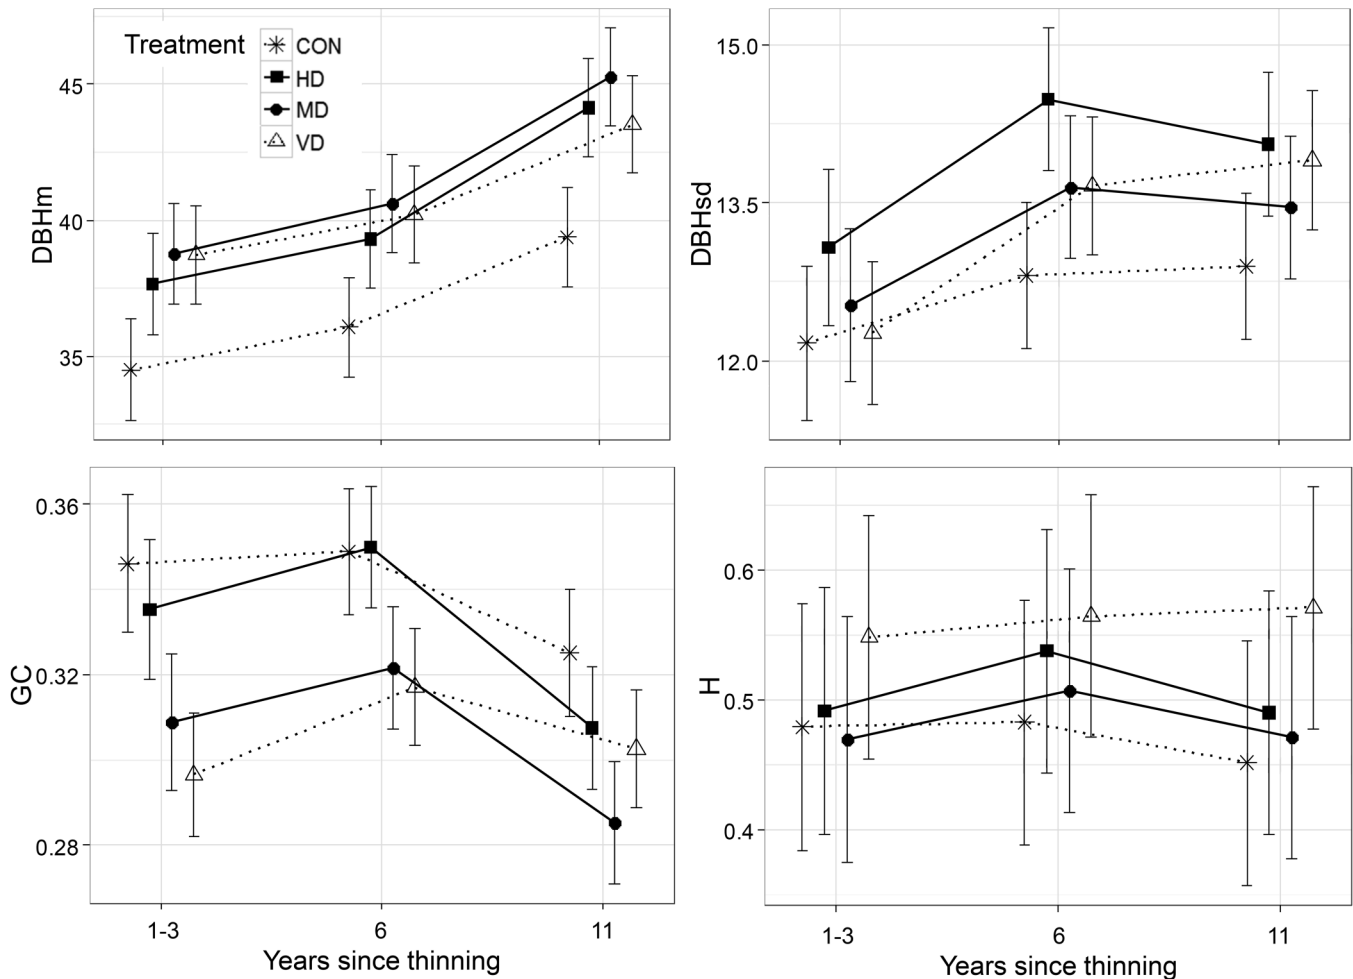 Treatment
CON
HD
MD
VD
45
40
35
DBHm
15.0
13.5
12.0
DBHsd
0.36
0.32
0.28
GC
1-3 6 11
Years since thinning
0.6
0.5
0.4
H
1-3 6 11
Years since thinning